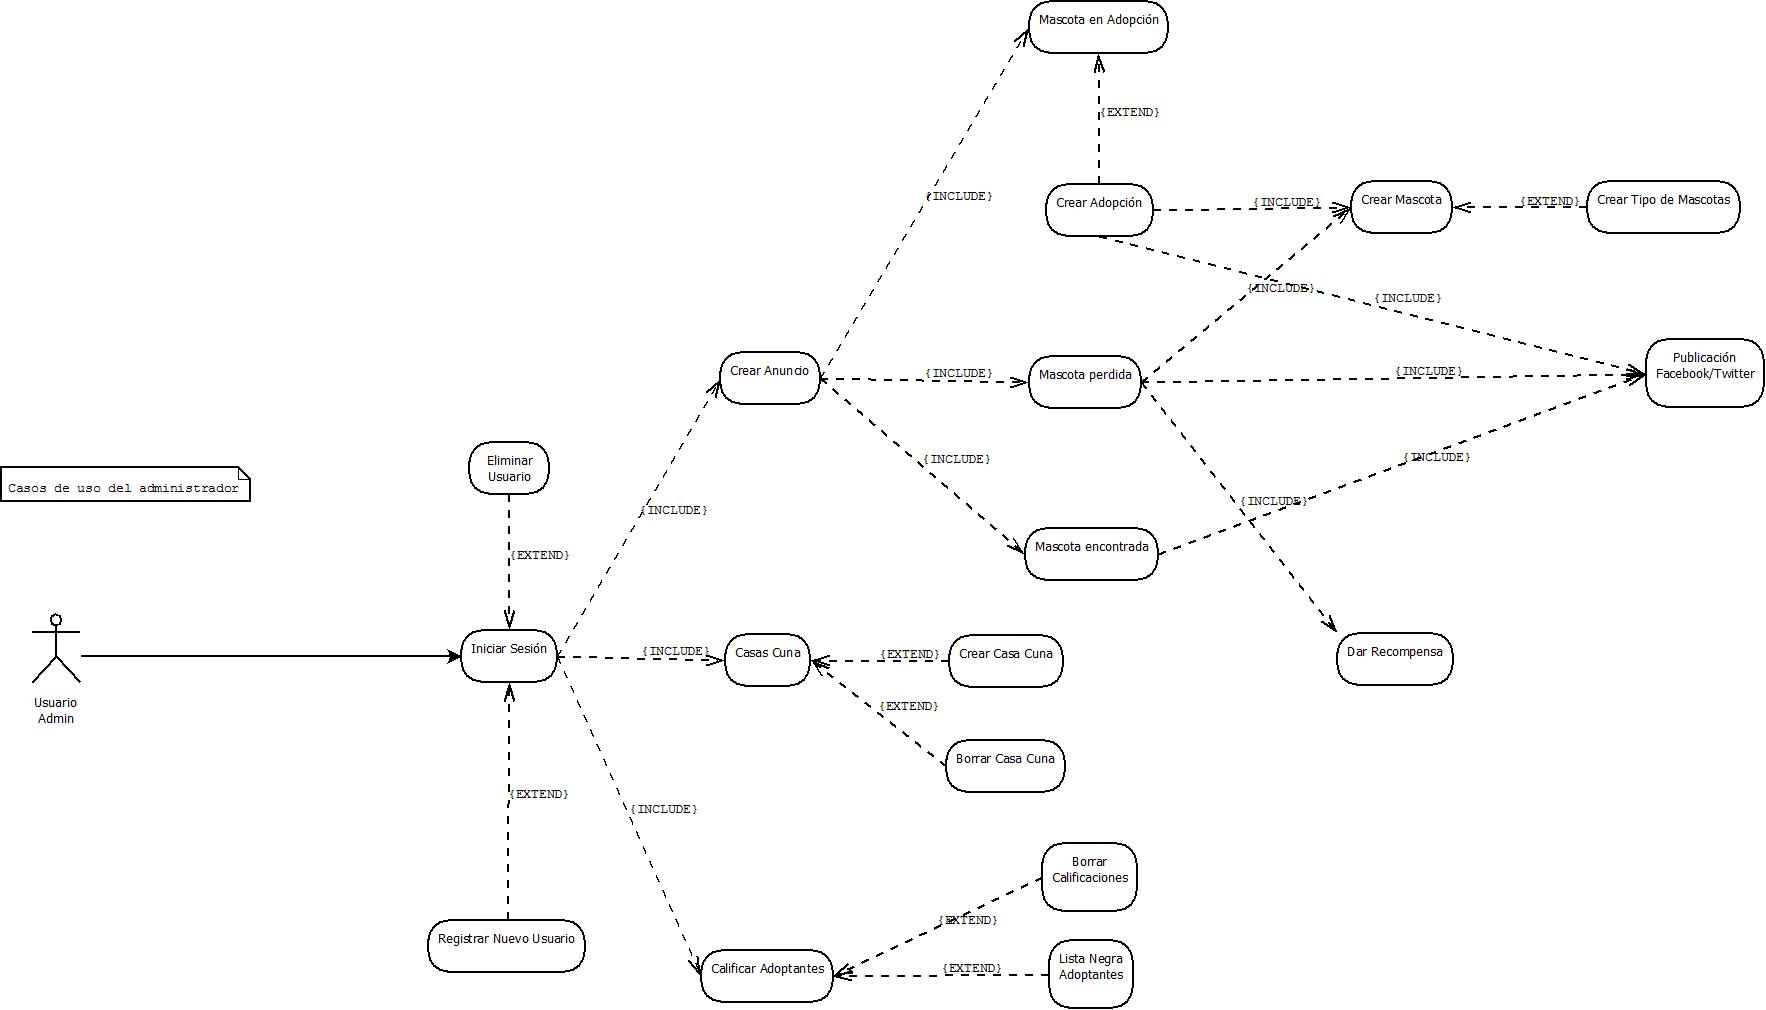 Mascota en Adopción
{EXTEND}
{INCLUDE}
Crear Adopción
{INCLUDE}
Crear Mascota
{EXTEND}
Crear Tipo de Mascotas
{INCLUDE}
{INCLUDE}
Crear Anuncio
{INCLUDE}
Mascota perdida
{INCLUDE}
Publicación
Facebook/Twitter
Eliminar
Usuario
{INCLUDE}
{INCLUDE}
Casos de uso del administrador
{INCLUDE}
{INCLUDE}
{EXTEND}
Mascota encontrada
Iniciar Sesión
{INCLUDE}
Casas Cuna
{EXTEND}
Crear Casa Cuna
Dar Recompensa
Usuario
Admin
{EXTEND}
Borrar Casa Cuna
{EXTEND}
{INCLUDE}
Borrar
Calificaciones
{EXTEND}
Registrar Nuevo Usuario
Calificar Adoptantes
{EXTEND}
Lista Negra
Adoptantes